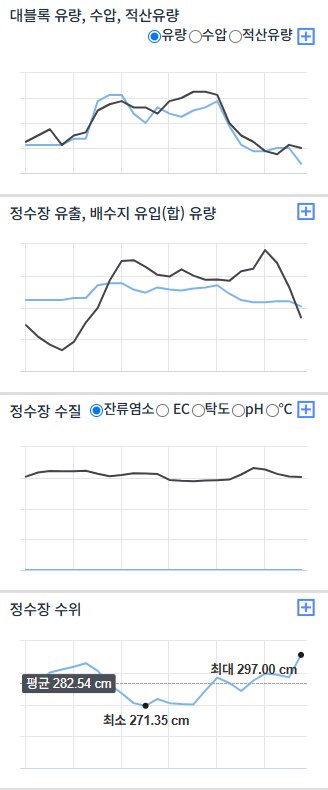 대블록 유량, 수압, 적산유량
유량 수압 적산유량
정수장 유출, 배수지 유입(합) 유량
정수장 수질 잔류염소 EC 탁도 pH ℃
정수장 수위
최대 297.00 cm
평균 282.54 cm
최소 271.35 cm